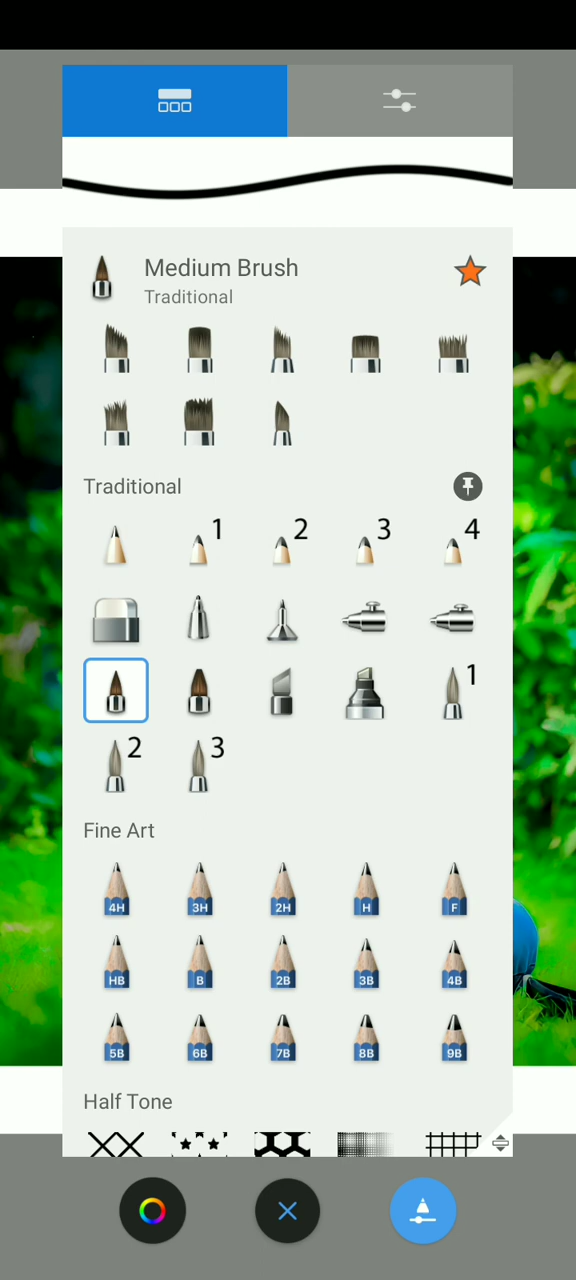 Medium Brush
Traditional
Traditional
1 2 3 4
1
2 3
Fine Art
4H 3H 2H H F
HB B 2B 3B 4B
5B 6B 7B 8B 9B
Half Tone